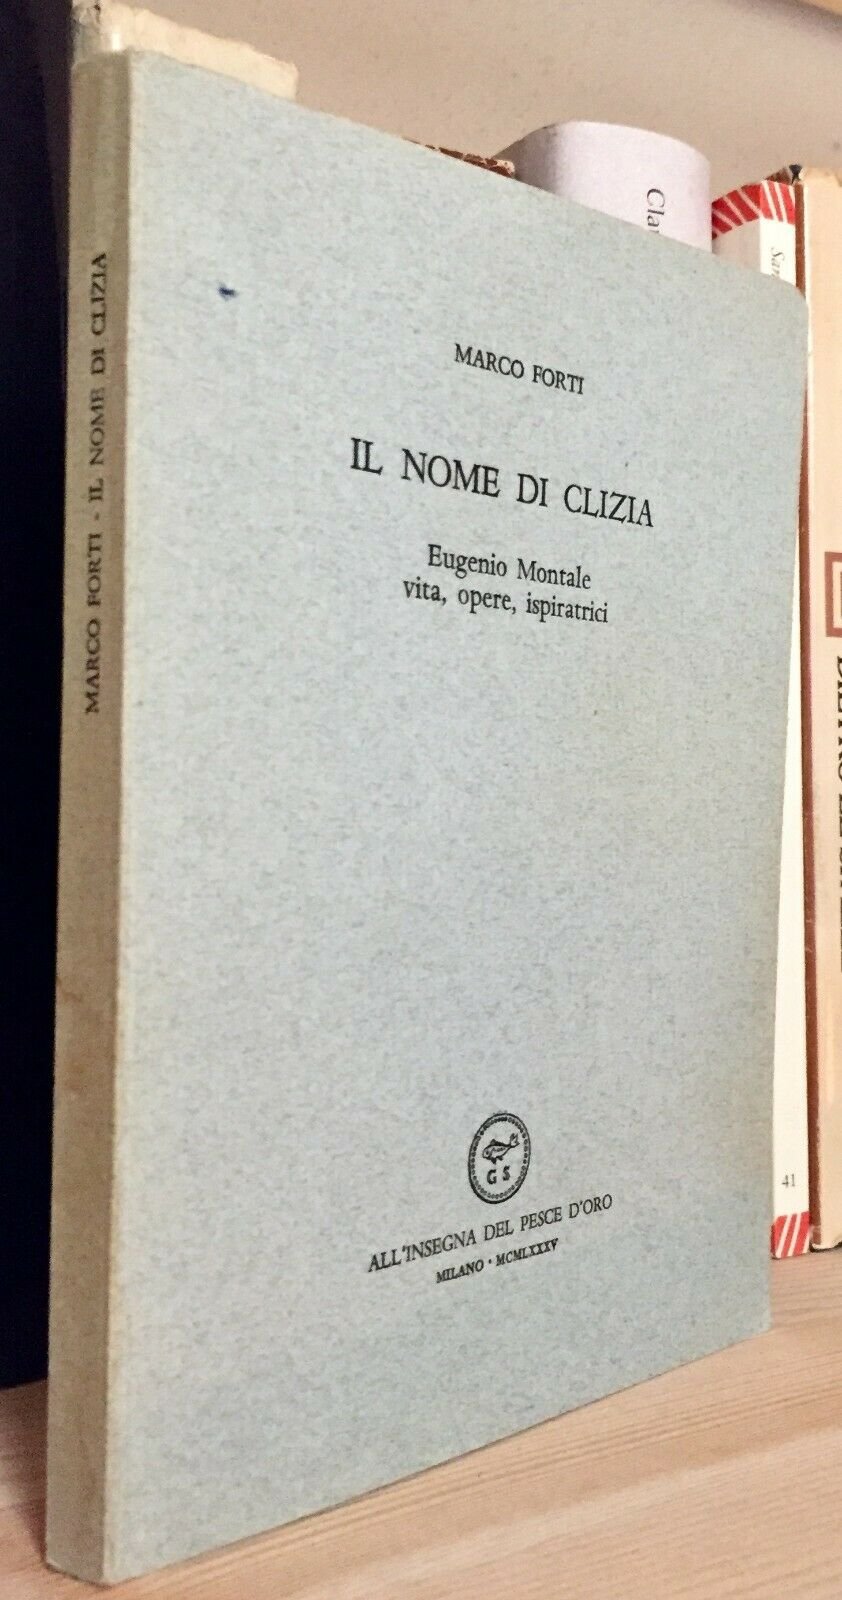 MARCO FORTI - IL NOME DI CLIZIA
MARCO FORTI
IL NOME DI CLIZIA
Eugenio Montale
vita, opere, ispiratrici
G S
ALL'INSEGNA DEL PESCE D'ORO
MILANO · MCMLXXXV
41